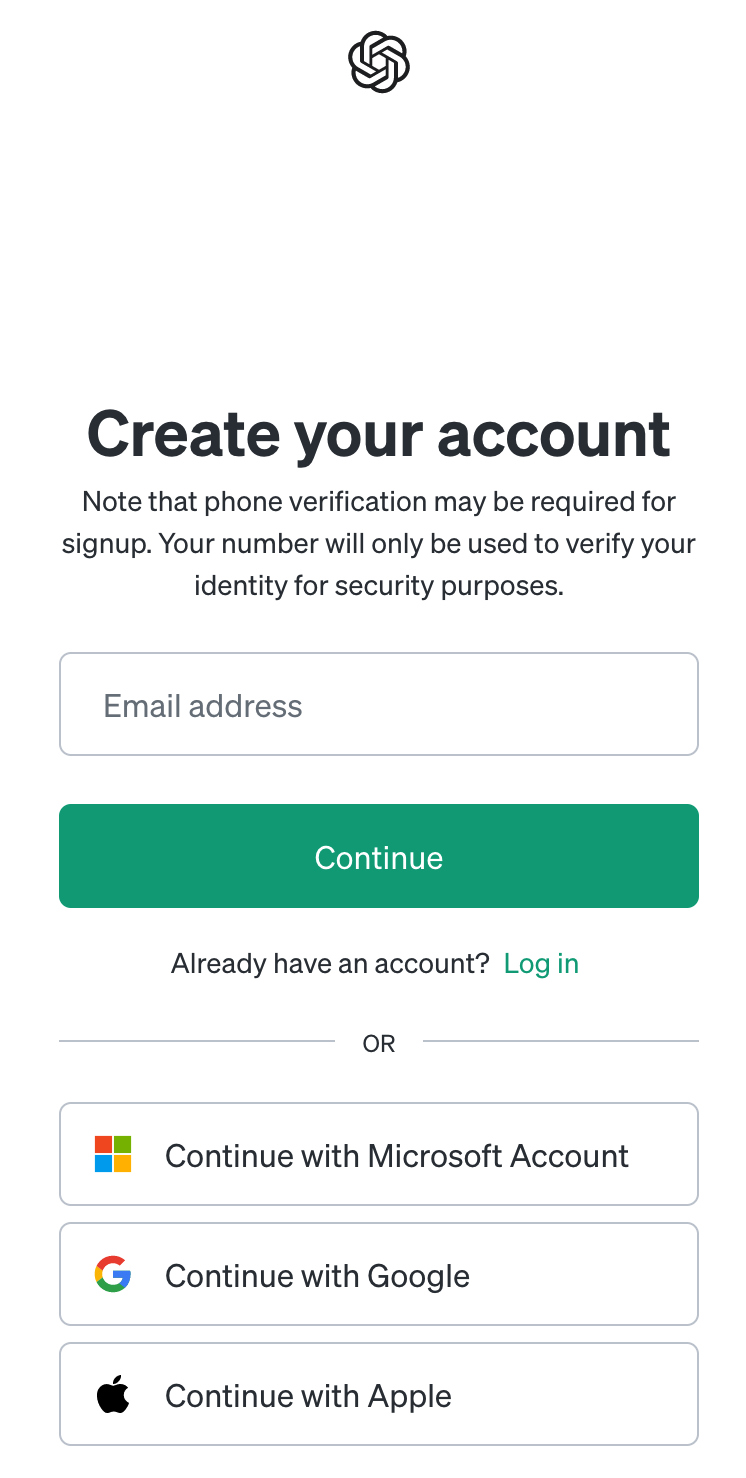 Create your account
Note that phone verification may be required for
signup. Your number will only be used to verify your
identity for security purposes.
Email address
Continue
Already have an account? Log in
OR
Continue with Microsoft Account
Continue with Google
Continue with Apple